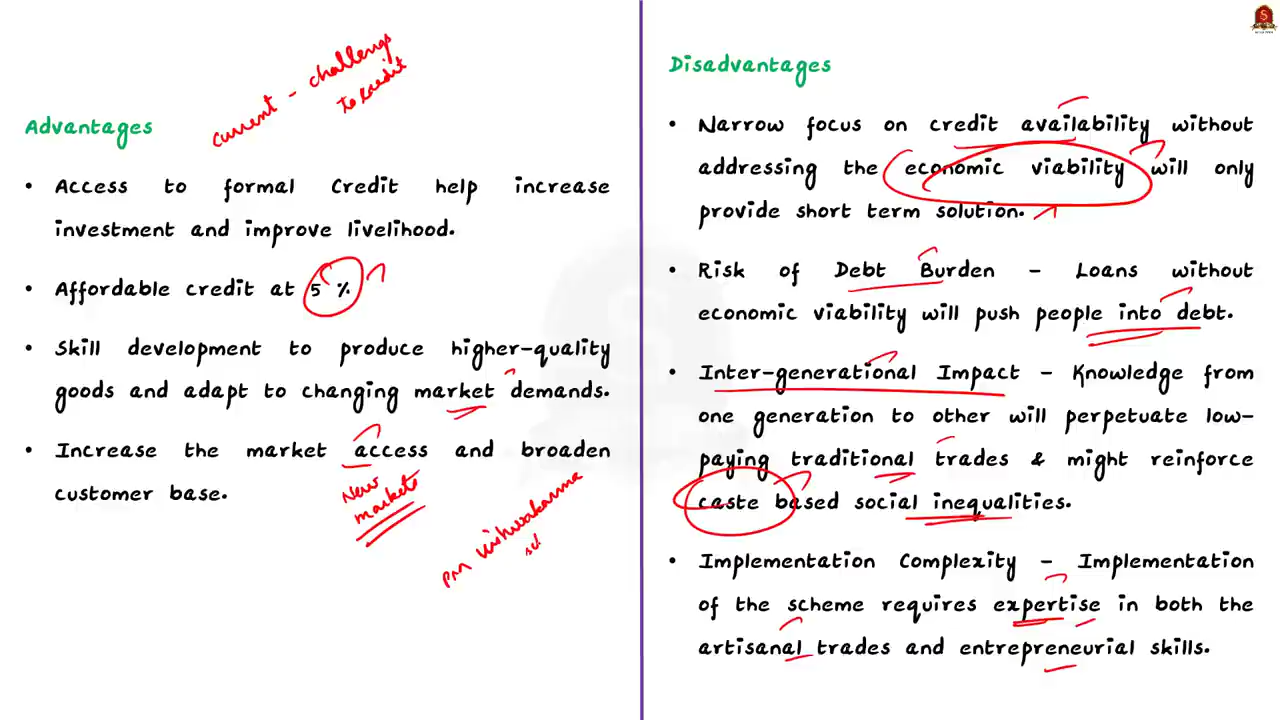 current - challengs
to credit
Advantages
• Access to formal Credit help increase
investment and improve livelihood.
• Affordable credit at 5 %.
• Skill development to produce higher-quality
goods and adapt to changing market demands.
• Increase the market access and broaden
customer base.
New
markets
PM vishwakarma
Disadvantages
• Narrow focus on credit availability without
addressing the economic viability will only
provide short term solution.
• Risk of Debt Burden - Loans without
economic viability will push people into debt.
• Inter-generational Impact - Knowledge from
one generation to other will perpetuate low-
paying traditional trades & might reinforce
caste based social inequalities.
• Implementation Complexity - Implementation
of the scheme requires expertise in both the
artisanal trades and entrepreneurial skills.